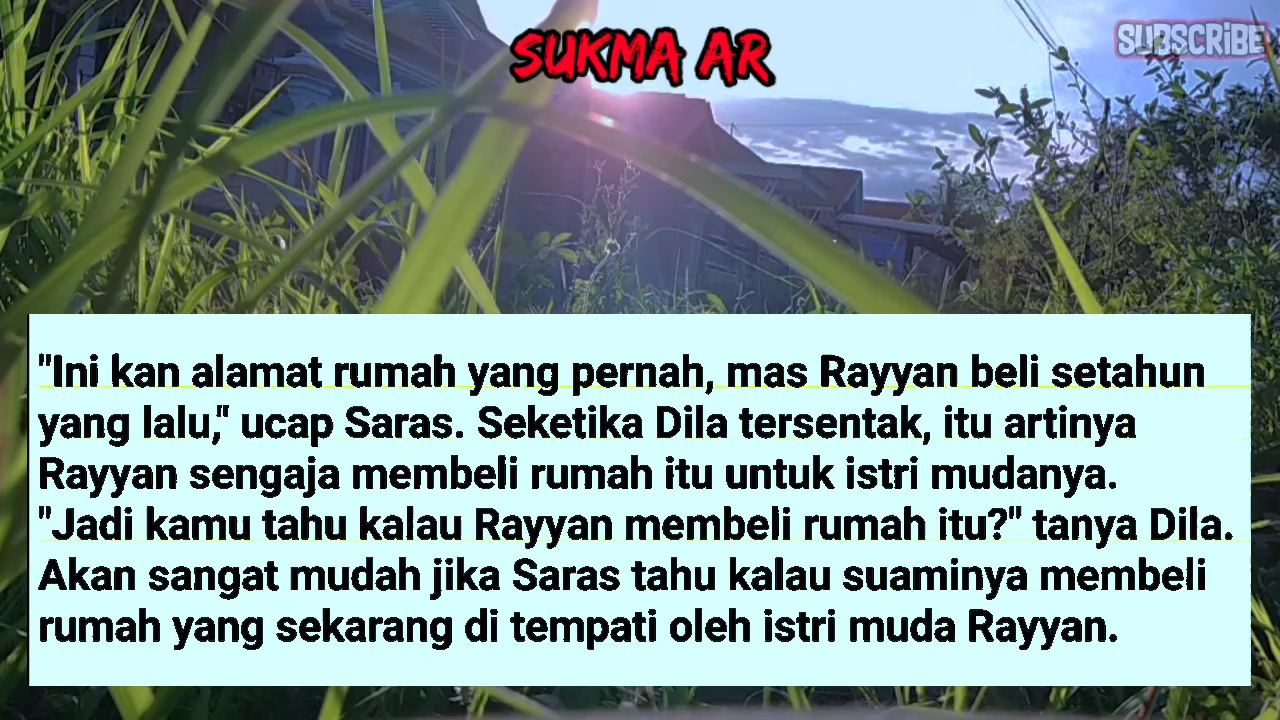 SUKMA AR
SUBSCRiBE
"Ini kan alamat rumah yang pernah, mas Rayyan beli setahun
yang lalu," ucap Saras. Seketika Dila tersentak, itu artinya
Rayyan sengaja membeli rumah itu untuk istri mudanya.
"Jadi kamu tahu kalau Rayyan membeli rumah itu?" tanya Dila.
Akan sangat mudah jika Saras tahu kalau suaminya membeli
rumah yang sekarang di tempati oleh istri muda Rayyan.